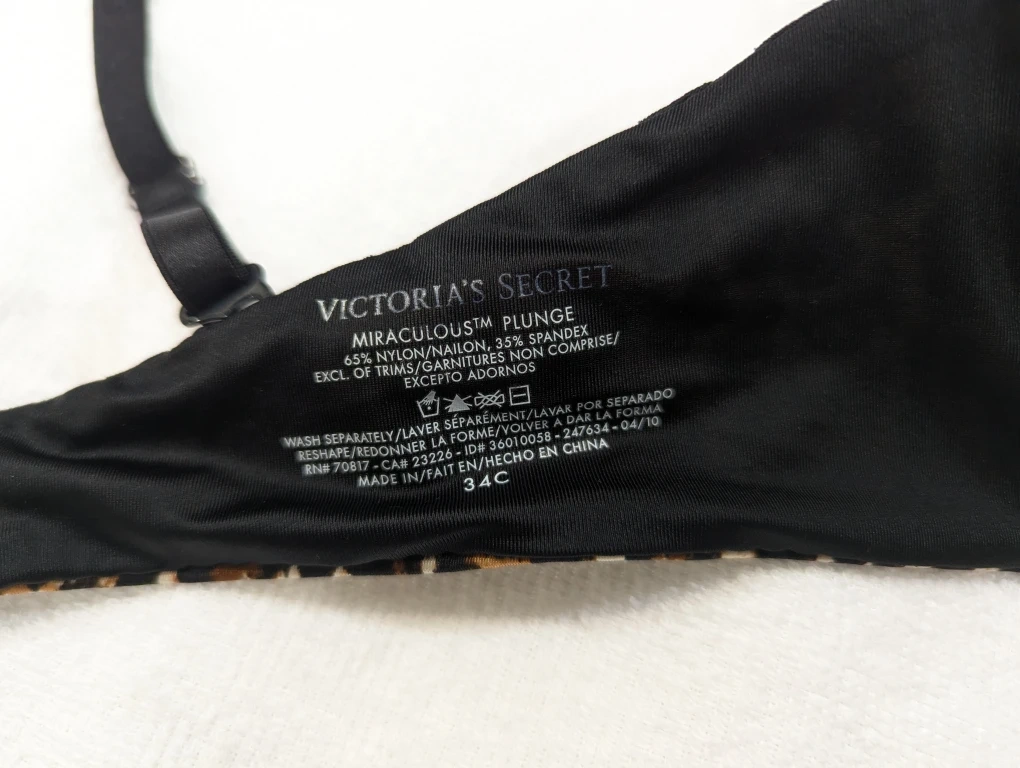 VICTORIA'S SECRET
MIRACULOUS™ PLUNGE
65% NYLON/NAILON, 35% SPANDEX
EXCL. OF TRIMS/GARNITURES NON COMPRISE/
EXCEPTO ADORNOS
WASH SEPARATELY/LAVER SÉPARÉMENT/LAVAR POR SEPARADO
RESHAPE/REDONNER LA FORME/VOLVER A DAR LA FORMA
RN# 70817 - CA# 23226 - ID# 36010058 - 247634 - 04/10
MADE IN/FAIT EN/HECHO EN CHINA
34C